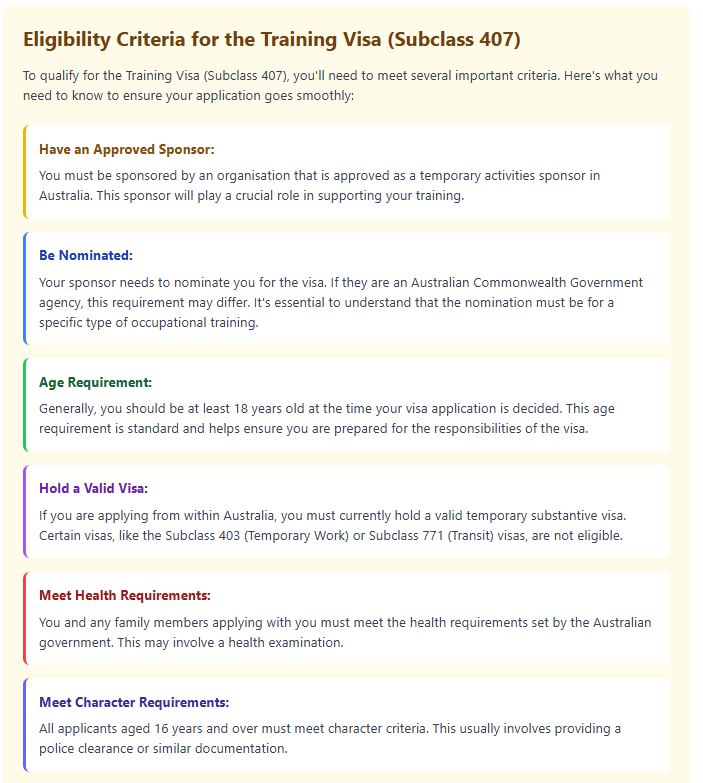 Eligibility Criteria for the Training Visa (Subclass 407)
To qualify for the Training Visa (Subclass 407), you'll need to meet several important criteria. Here's what you
need to know to ensure your application goes smoothly:
Have an Approved Sponsor:
You must be sponsored by an organisation that is approved as a temporary activities sponsor in
Australia. This sponsor will play a crucial role in supporting your training.
Be Nominated:
Your sponsor needs to nominate you for the visa. If they are an Australian Commonwealth Government
agency, this requirement may differ. It's essential to understand that the nomination must be for a
specific type of occupational training.
Age Requirement:
Generally, you should be at least 18 years old at the time your visa application is decided. This age
requirement is standard and helps ensure you are prepared for the responsibilities of the visa.
Hold a Valid Visa:
If you are applying from within Australia, you must currently hold a valid temporary substantive visa.
Certain visas, like the Subclass 403 (Temporary Work) or Subclass 771 (Transit) visas, are not eligible.
Meet Health Requirements:
You and any family members applying with you must meet the health requirements set by the Australian
government. This may involve a health examination.
Meet Character Requirements:
All applicants aged 16 years and over must meet character criteria. This usually involves providing a
police clearance or similar documentation.